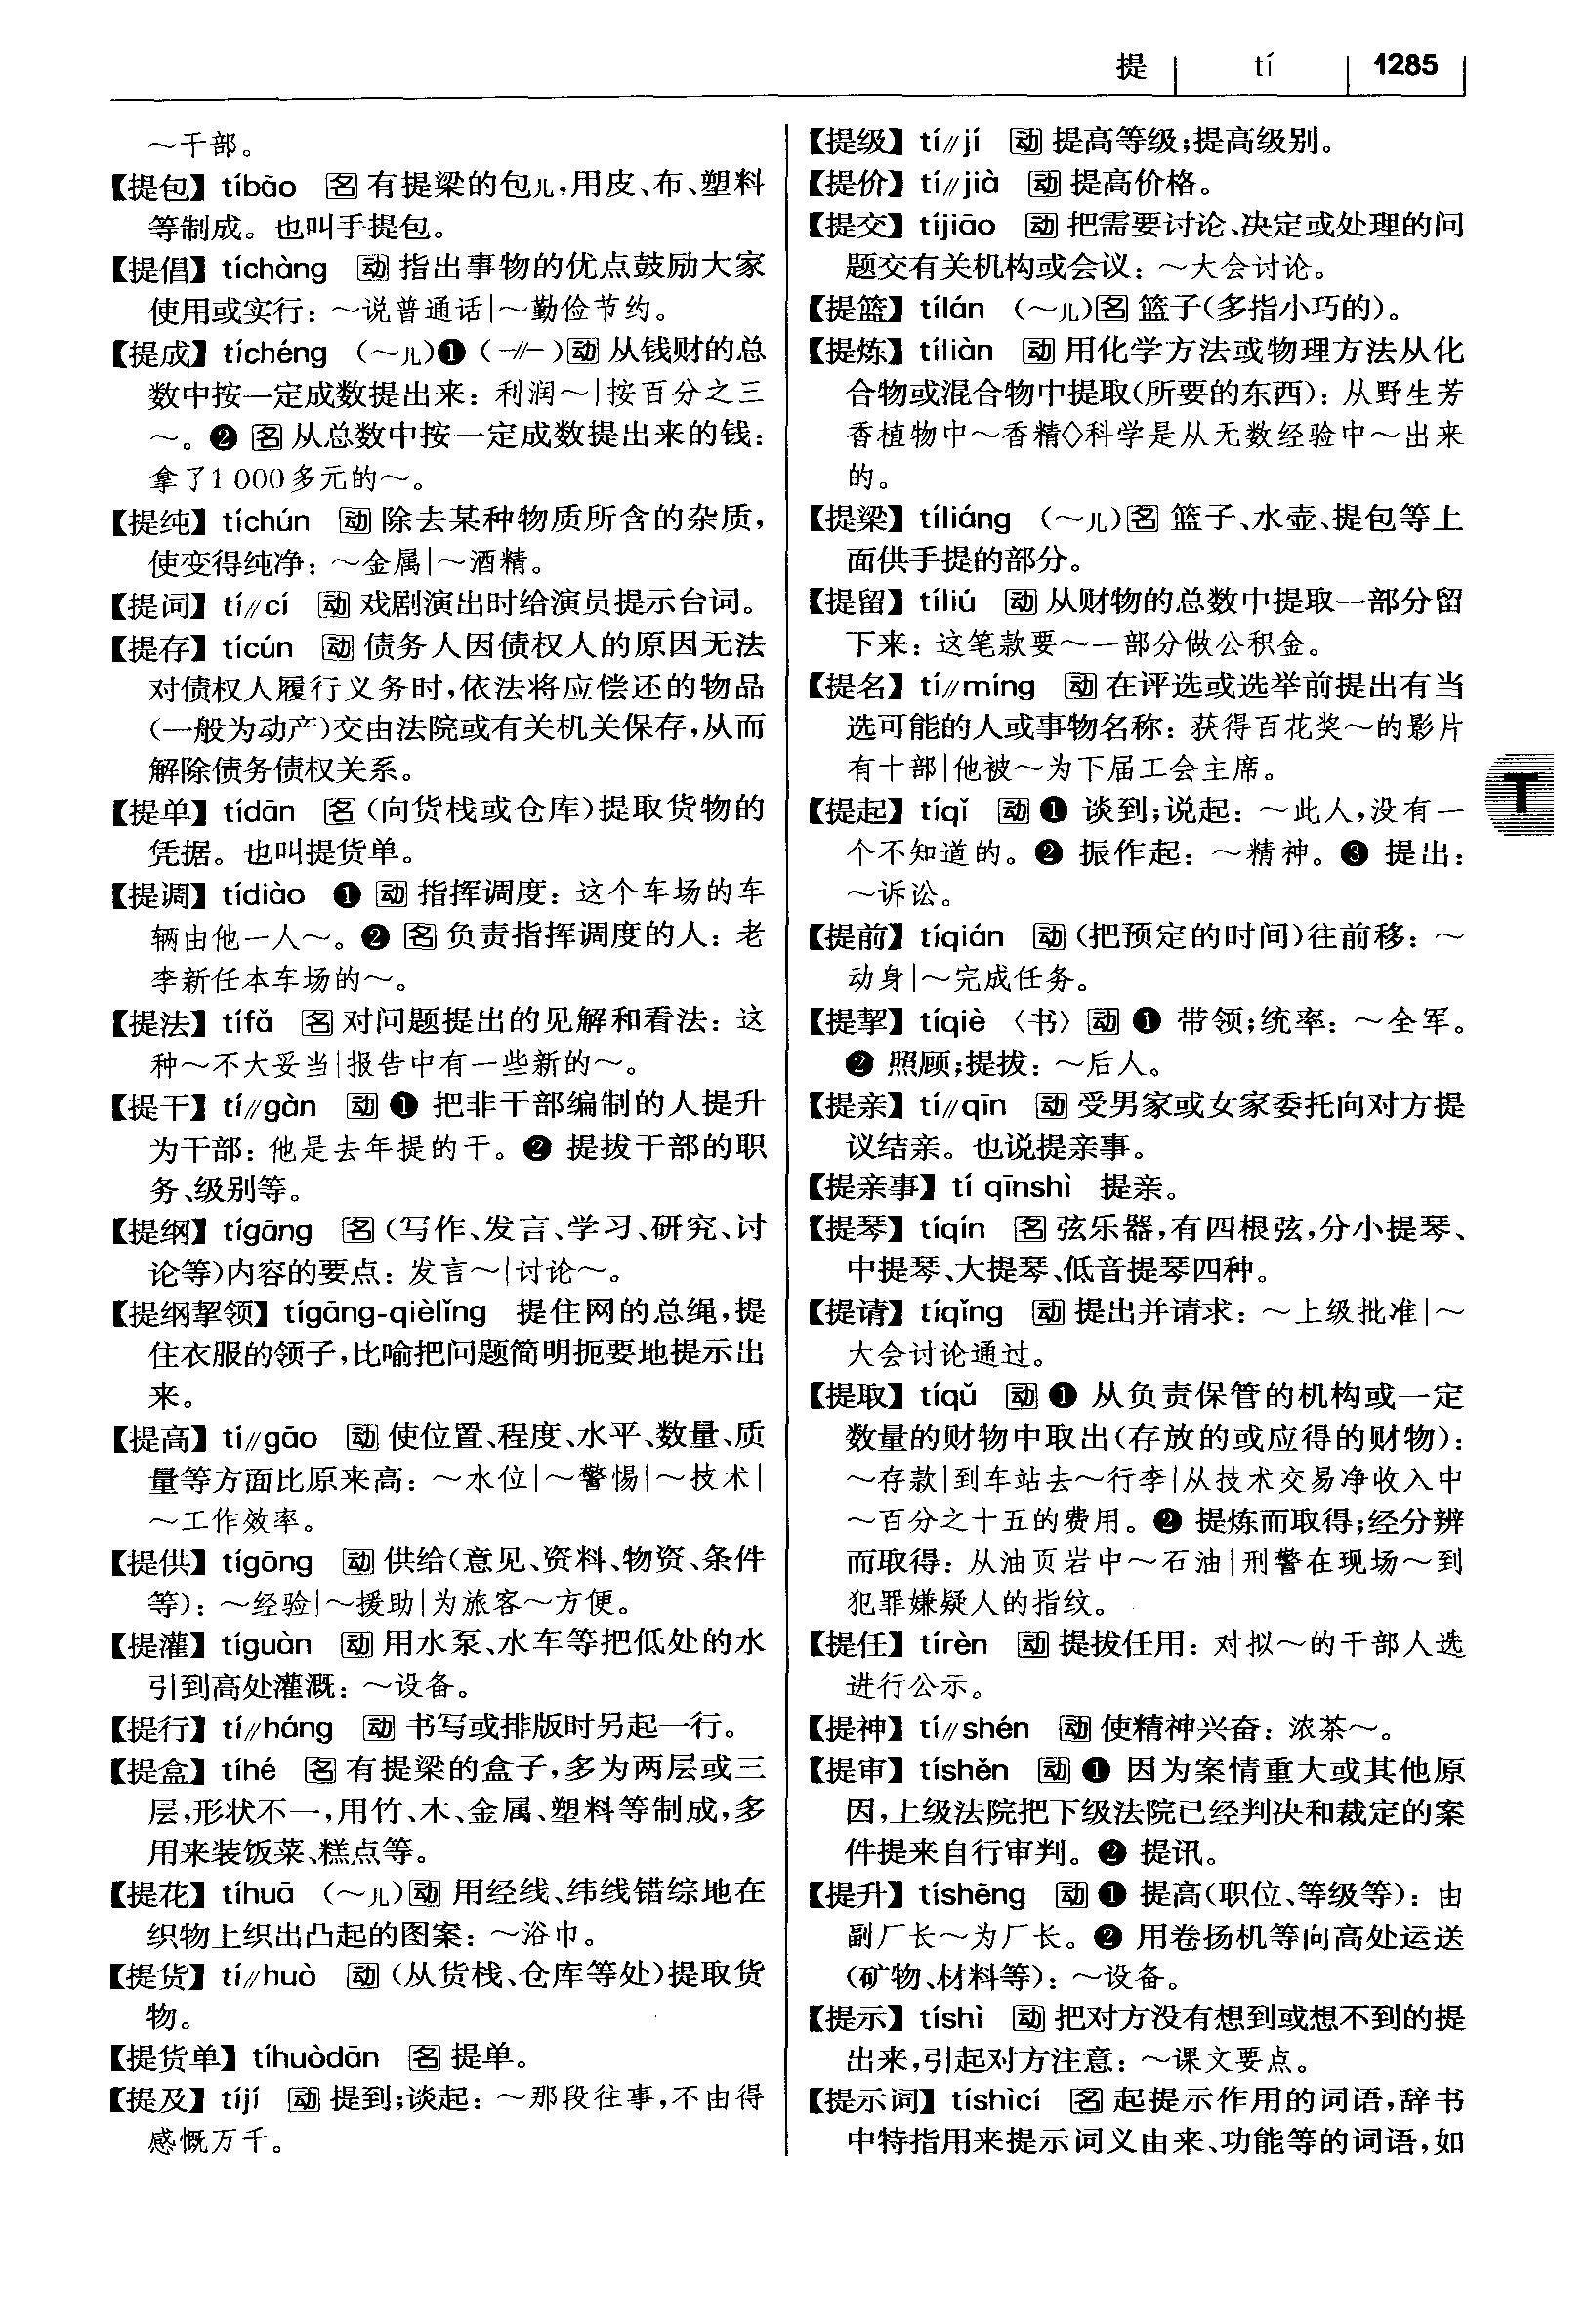 提 tí 1285
～干部。
【提包】 tíbāo 名 有提梁的包儿,用皮、布、塑料
等制成。也叫手提包。
【提倡】 tíchàng 动 指出事物的优点鼓励大家
使用或实行：～说普通话|～勤俭节约。
【提成】 tíchéng （～儿）❶（-//-）动 从钱财的总
数中按一定成数提出来：利润～|按百分之三
～。❷ 名 从总数中按一定成数提出来的钱：
拿了1 000多元的～。
【提纯】 tíchún 动 除去某种物质所含的杂质,
使变得纯净：～金属|～酒精。
【提词】 tí//cí 动 戏剧演出时给演员提示台词。
【提存】 tícún 动 债务人因债权人的原因无法
对债权人履行义务时,依法将应偿还的物品
（一般为动产）交由法院或有关机关保存,从而
解除债务债权关系。
【提单】 tídān 名（向货栈或仓库）提取货物的
凭据。也叫提货单。
【提调】 tídiào ❶ 动 指挥调度：这个车场的车
辆由他一人～。❷ 名 负责指挥调度的人：老
李新任本车场的～。
【提法】 tífǎ 名 对问题提出的见解和看法：这
种～不大妥当|报告中有一些新的～。
【提干】 tí//gàn 动 ❶ 把非干部编制的人提升
为干部：他是去年提的干。❷ 提拔干部的职
务、级别等。
【提纲】 tígāng 名（写作、发言、学习、研究、讨
论等）内容的要点：发言～|讨论～。
【提纲挈领】 tígāng-qièlǐng 提住网的总绳,提
住衣服的领子,比喻把问题简明扼要地提示出
来。
【提高】 tí//gāo 动 使位置、程度、水平、数量、质
量等方面比原来高：～水位|～警惕|～技术|
～工作效率。
【提供】 tígōng 动 供给（意见、资料、物资、条件
等）：～经验|～援助|为旅客～方便。
【提灌】 tíguàn 动 用水泵、水车等把低处的水
引到高处灌溉：～设备。
【提行】 tí//háng 动 书写或排版时另起一行。
【提盒】 tíhé 名 有提梁的盒子,多为两层或三
层,形状不一,用竹、木、金属、塑料等制成,多
用来装饭菜、糕点等。
【提花】 tíhuā （～儿）动 用经线、纬线错综地在
织物上织出凸起的图案：～浴巾。
【提货】 tí//huò 动（从货栈、仓库等处）提取货
物。
【提货单】 tíhuòdān 名 提单。
【提及】 tíjí 动 提到;谈起：～那段往事,不由得
感慨万千。
【提级】 tí//jí 动 提高等级;提高级别。
【提价】 tí//jià 动 提高价格。
【提交】 tíjiāo 动 把需要讨论、决定或处理的问
题交有关机构或会议：～大会讨论。
【提篮】 tílán （～儿）名 篮子（多指小巧的）。
【提炼】 tíliàn 动 用化学方法或物理方法从化
合物或混合物中提取（所要的东西）：从野生芳
香植物中～香精◇科学是从无数经验中～出来
的。
【提梁】 tíliáng （～儿）名 篮子、水壶、提包等上
面供手提的部分。
【提留】 tíliú 动 从财物的总数中提取一部分留
下来：这笔款要～一部分做公积金。
【提名】 tí//míng 动 在评选或选举前提出有当
选可能的人或事物名称：获得百花奖～的影片
有十部|他被～为下届工会主席。
【提起】 tíqǐ 动 ❶ 谈到;说起：～此人,没有一
个不知道的。❷ 振作起：～精神。❸ 提出：
～诉讼。
【提前】 tíqián 动（把预定的时间）往前移：～
动身|～完成任务。
【提挈】 tíqiè 〈书〉动 ❶ 带领;统率：～全军。
❷ 照顾;提拔：～后人。
【提亲】 tí//qīn 动 受男家或女家委托向对方提
议结亲。也说提亲事。
【提亲事】 tí qīnshì 提亲。
【提琴】 tíqín 名 弦乐器,有四根弦,分小提琴、
中提琴、大提琴、低音提琴四种。
【提请】 tíqǐng 动 提出并请求：～上级批准|～
大会讨论通过。
【提取】 tíqǔ 动 ❶ 从负责保管的机构或一定
数量的财物中取出（存放的或应得的财物）：
～存款|到车站去～行李|从技术交易净收入中
～百分之十五的费用。❷ 提炼而取得;经分辨
而取得：从油页岩中～石油|刑警在现场～到
犯罪嫌疑人的指纹。
【提任】 tírèn 动 提拔任用：对拟～的干部人选
进行公示。
【提神】 tí//shén 动 使精神兴奋：浓茶～。
【提审】 tíshěn 动 ❶ 因为案情重大或其他原
因,上级法院把下级法院已经判决和裁定的案
件提来自行审判。❷ 提讯。
【提升】 tíshēng 动 ❶ 提高（职位、等级等）：由
副厂长～为厂长。❷ 用卷扬机等向高处运送
（矿物、材料等）：～设备。
【提示】 tíshì 动 把对方没有想到或想不到的提
出来,引起对方注意：～课文要点。
【提示词】 tíshìcí 名 起提示作用的词语,辞书
中特指用来提示词义由来、功能等的词语,如
T